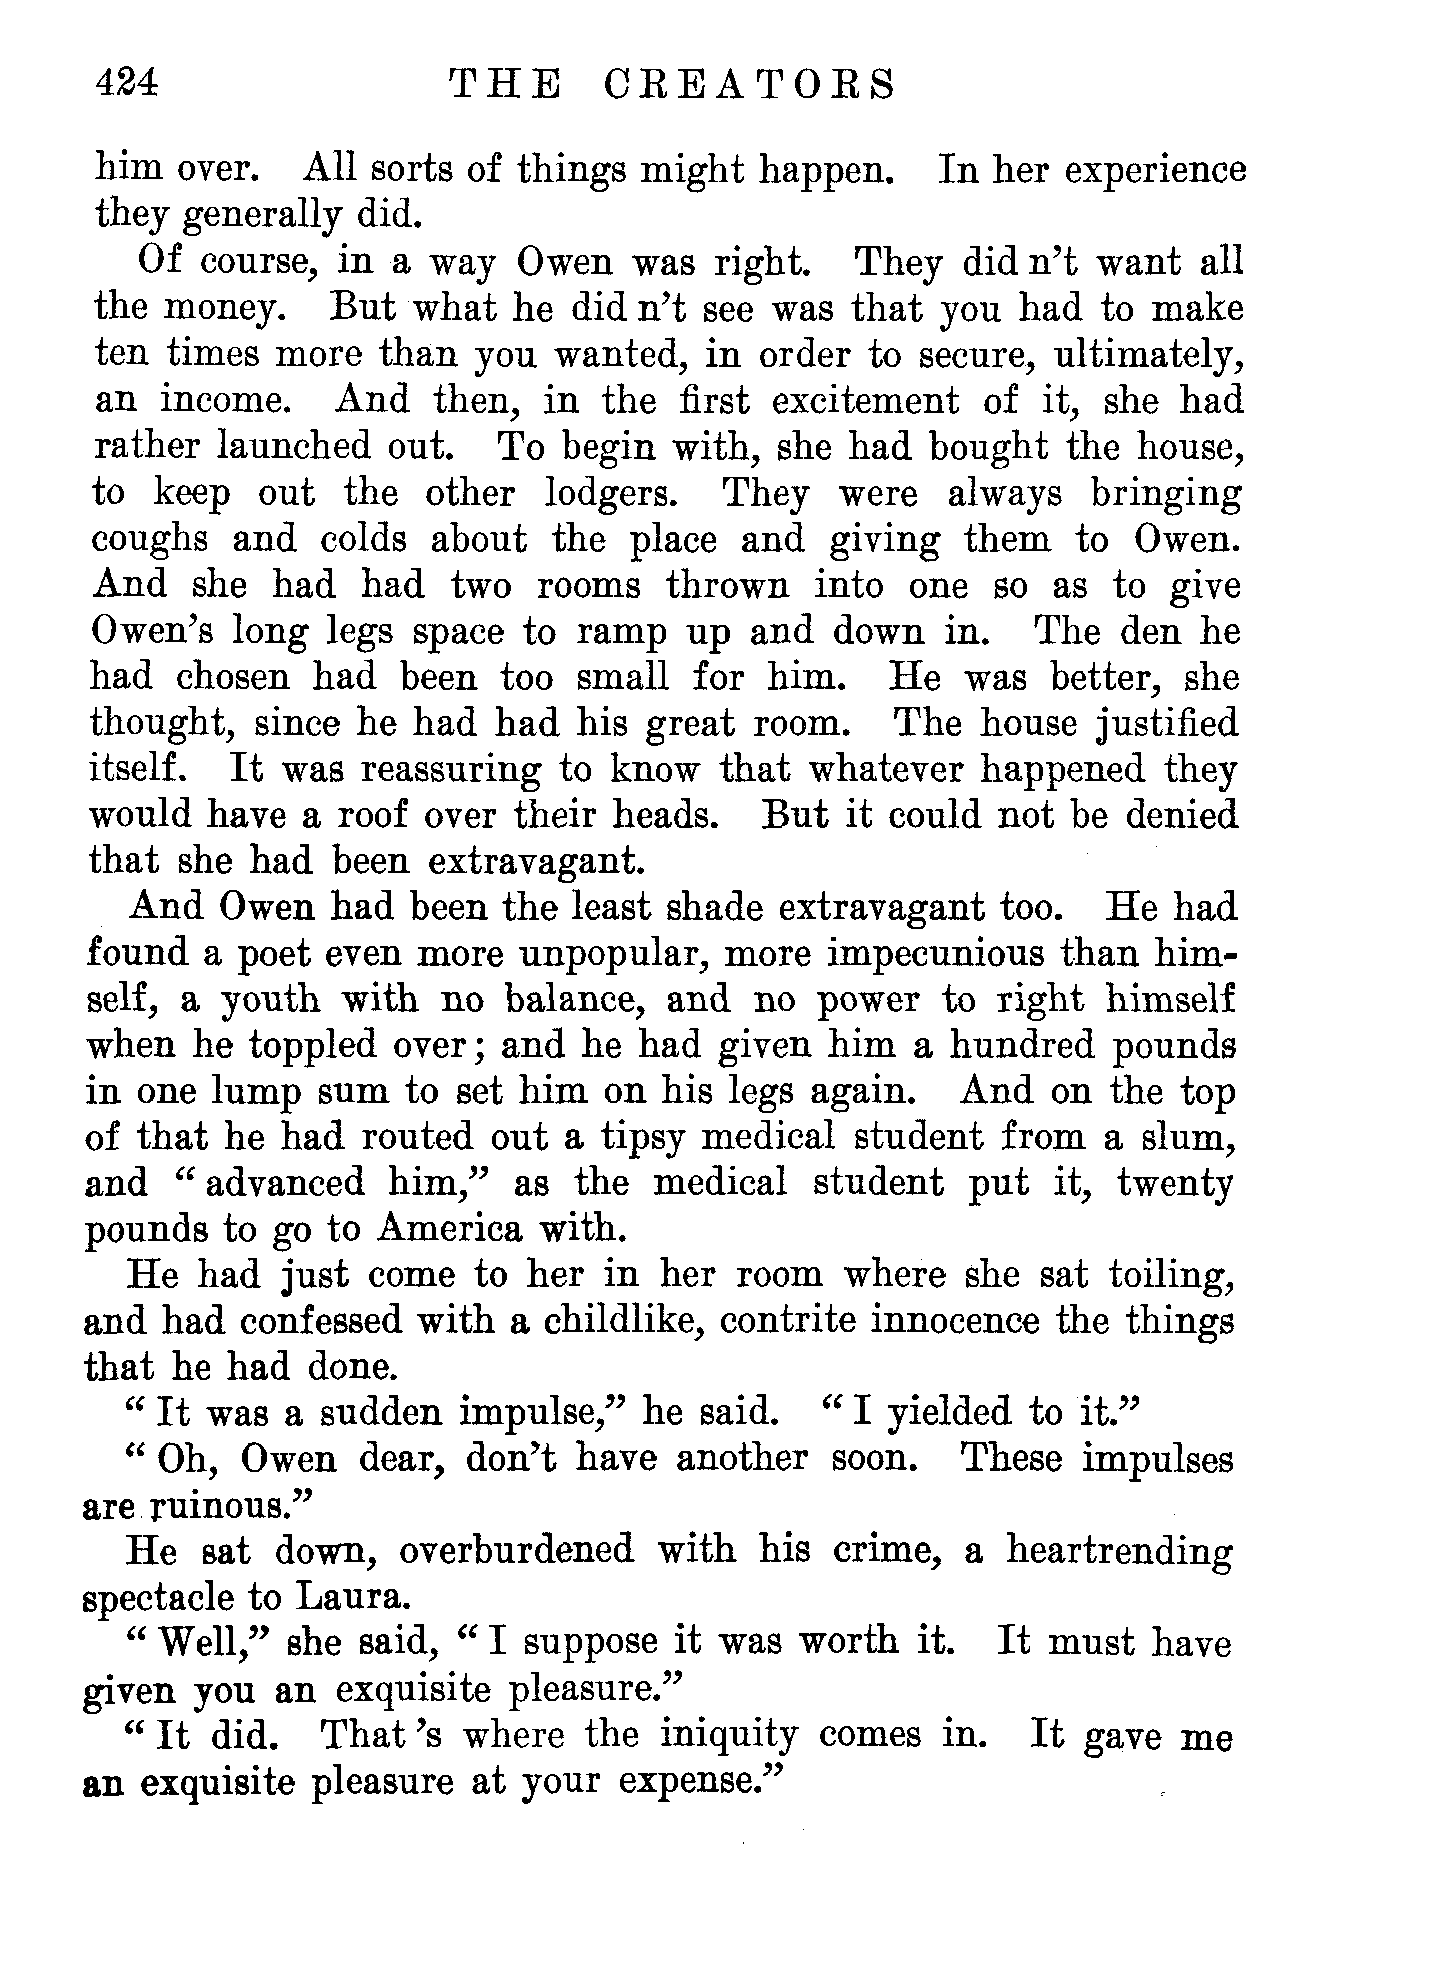 424 THE CREATORS
him over. All sorts of things might happen. In her experience
they generally did.
Of course, in a way Owen was right. They did n't want all
the money. But what he did n't see was that you had to make
ten times more than you wanted, in order to secure, ultimately,
an income. And then, in the first excitement of it, she had
rather launched out. To begin with, she had bought the house,
to keep out the other lodgers. They were always bringing
coughs and colds about the place and giving them to Owen.
And she had had two rooms thrown into one so as to give
Owen's long legs space to ramp up and down in. The den he
had chosen had been too small for him. He was better, she
thought, since he had had his great room. The house justified
itself. It was reassuring to know that whatever happened they
would have a roof over their heads. But it could not be denied
that she had been extravagant.
And Owen had been the least shade extravagant too. He had
found a poet even more unpopular, more impecunious than him-
self, a youth with no balance, and no power to right himself
when he toppled over; and he had given him a hundred pounds
in one lump sum to set him on his legs again. And on the top
of that he had routed out a tipsy medical student from a slum,
and "advanced him," as the medical student put it, twenty
pounds to go to America with.
He had just come to her in her room where she sat toiling,
and had confessed with a childlike, contrite innocence the things
that he had done.
"It was a sudden impulse," he said. "I yielded to it."
"Oh, Owen dear, don't have another soon. These impulses
are ruinous."
He sat down, overburdened with his crime, a heartrending
spectacle to Laura.
"Well," she said, "I suppose it was worth it. It must have
given you an exquisite pleasure."
"It did. That 's where the iniquity comes in. It gave me
an exquisite pleasure at your expense."